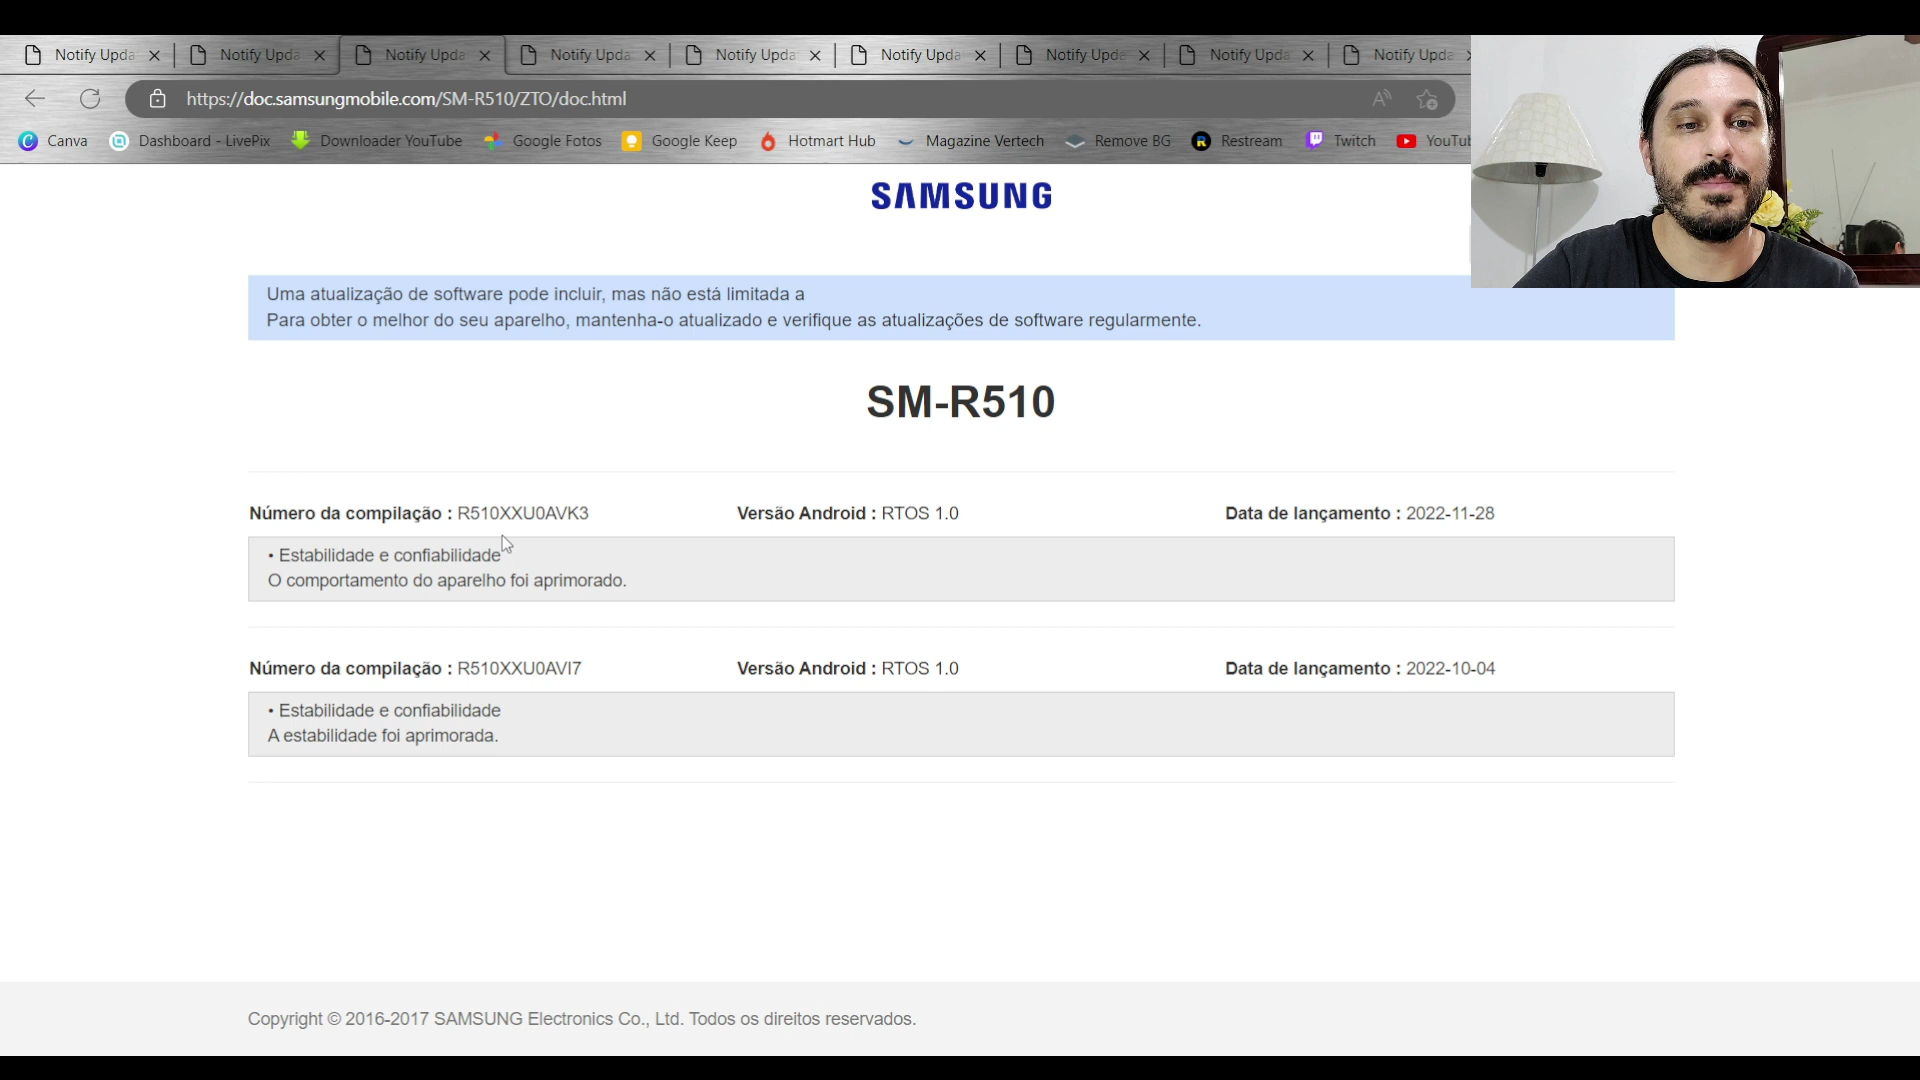 Notify Upda Notify Upda Notify Upda Notify Upda Notify Upda Notify Upda Notify Upda Notify Upda Notify Upda
https://doc.samsungmobile.com/SM-R510/ZTO/doc.html
Canva Dashboard - LivePix Downloader YouTube Google Fotos Google Keep Hotmart Hub Magazine Vertech Remove BG Restream Twitch YouTub
SAMSUNG
Uma atualização de software pode incluir, mas não está limitada a
Para obter o melhor do seu aparelho, mantenha-o atualizado e verifique as atualizações de software regularmente.
SM-R510
Número da compilação : R510XXU0AVK3 Versão Android : RTOS 1.0 Data de lançamento : 2022-11-28
• Estabilidade e confiabilidade
O comportamento do aparelho foi aprimorado.
Número da compilação : R510XXU0AVI7 Versão Android : RTOS 1.0 Data de lançamento : 2022-10-04
• Estabilidade e confiabilidade
A estabilidade foi aprimorada.
Copyright © 2016-2017 SAMSUNG Electronics Co., Ltd. Todos os direitos reservados.